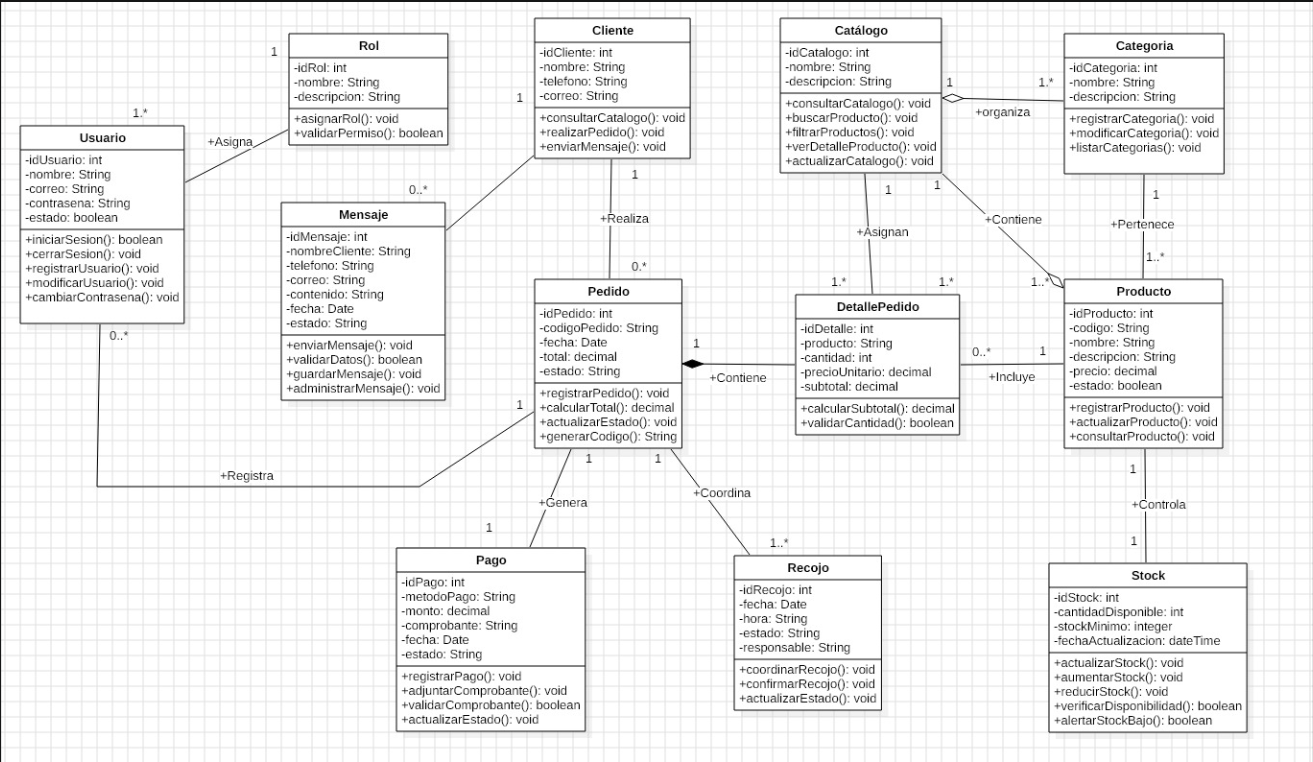 Rol
-idRol: int
-nombre: String
-descripcion: String
+asignarRol(): void
+validarPermiso(): boolean
1
1.*
+Asigna
Usuario
-idUsuario: int
-nombre: String
-correo: String
-contrasena: String
-estado: boolean
+iniciarSesion(): boolean
+cerrarSesion(): void
+registrarUsuario(): void
+modificarUsuario(): void
+cambiarContrasena(): void
0..*
+Registra
1
Cliente
-idCliente: int
-nombre: String
-telefono: String
-correo: String
+consultarCatalogo(): void
+realizarPedido(): void
+enviarMensaje(): void
1
0..*
Mensaje
-idMensaje: int
-nombreCliente: String
-telefono: String
-correo: String
-contenido: String
-fecha: Date
-estado: String
+enviarMensaje(): void
+validarDatos(): boolean
+guardarMensaje(): void
+administrarMensaje(): void
1
+Realiza
0.*
Pedido
-idPedido: int
-codigoPedido: String
-fecha: Date
-total: decimal
-estado: String
+registrarPedido(): void
+calcularTotal(): decimal
+actualizarEstado(): void
+generarCodigo(): String
1
+Contiene
Catálogo
-idCatalogo: int
-nombre: String
-descripcion: String
+consultarCatalogo(): void
+buscarProducto(): void
+filtrarProductos(): void
+verDetalleProducto(): void
+actualizarCatalogo(): void
1
1.*
+organiza
Categoria
-idCategoria: int
-nombre: String
-descripcion: String
+registrarCategoria(): void
+modificarCategoria(): void
+listarCategorias(): void
1
+Asignan
1.*
1
+Contiene
1.*
1..*
1
+Pertenece
1..*
DetallePedido
-idDetalle: int
-producto: String
-cantidad: int
-precioUnitario: decimal
-subtotal: decimal
+calcularSubtotal(): decimal
+validarCantidad(): boolean
0..*
1
+Incluye
Producto
-idProducto: int
-codigo: String
-nombre: String
-descripcion: String
-precio: decimal
-estado: boolean
+registrarProducto(): void
+actualizarProducto(): void
+consultarProducto(): void
1
+Genera
1
Pago
-idPago: int
-metodoPago: String
-monto: decimal
-comprobante: String
-fecha: Date
-estado: String
+registrarPago(): void
+adjuntarComprobante(): void
+validarComprobante(): boolean
+actualizarEstado(): void
1
+Coordina
1..*
Recojo
-idRecojo: int
-fecha: Date
-hora: String
-estado: String
-responsable: String
+coordinarRecojo(): void
+confirmarRecojo(): void
+actualizarEstado(): void
1
+Controla
1
Stock
-idStock: int
-cantidadDisponible: int
-stockMinimo: integer
-fechaActualizacion: dateTime
+actualizarStock(): void
+aumentarStock(): void
+reducirStock(): void
+verificarDisponibilidad(): boolean
+alertarStockBajo(): boolean